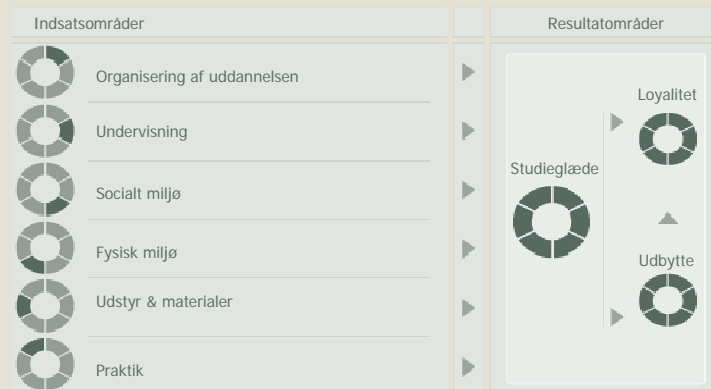 Indsatsområder
Resultatområder
Organisering af uddannelsen
Undervisning
Socialt miljø
Fysisk miljø
Udstyr & materialer
Praktik
Studieglæde
Loyalitet
Udbytte